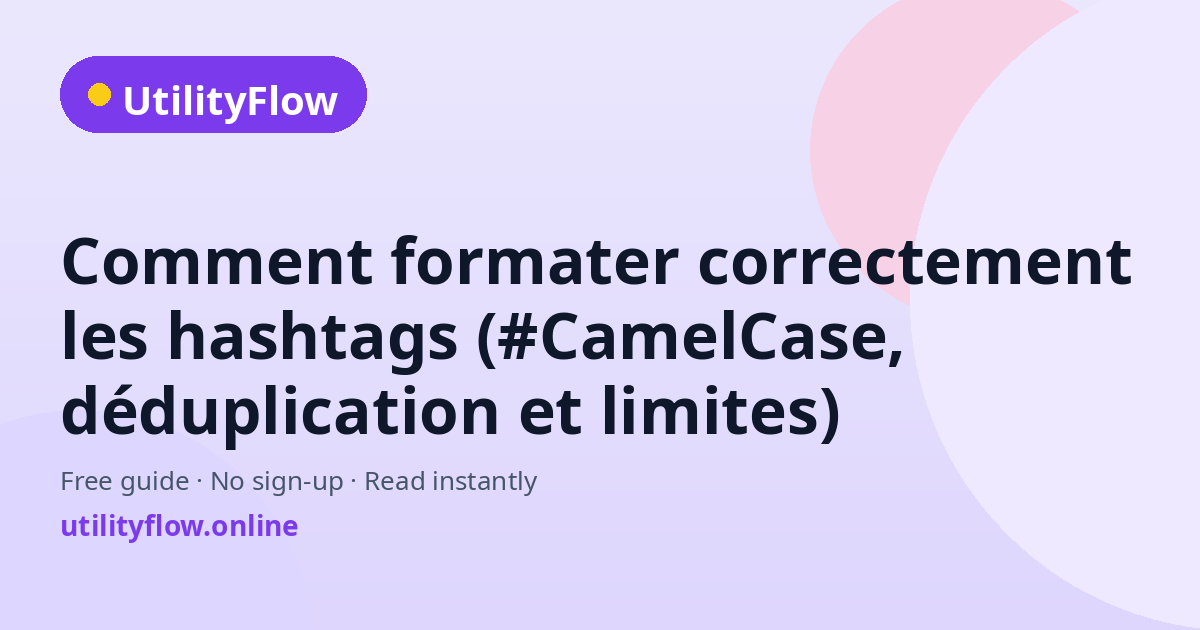 UtilityFlow
Comment formater correctement
les hashtags (#CamelCase,
déduplication et limites)
Free guide · No sign-up · Read instantly
utilityflow.online